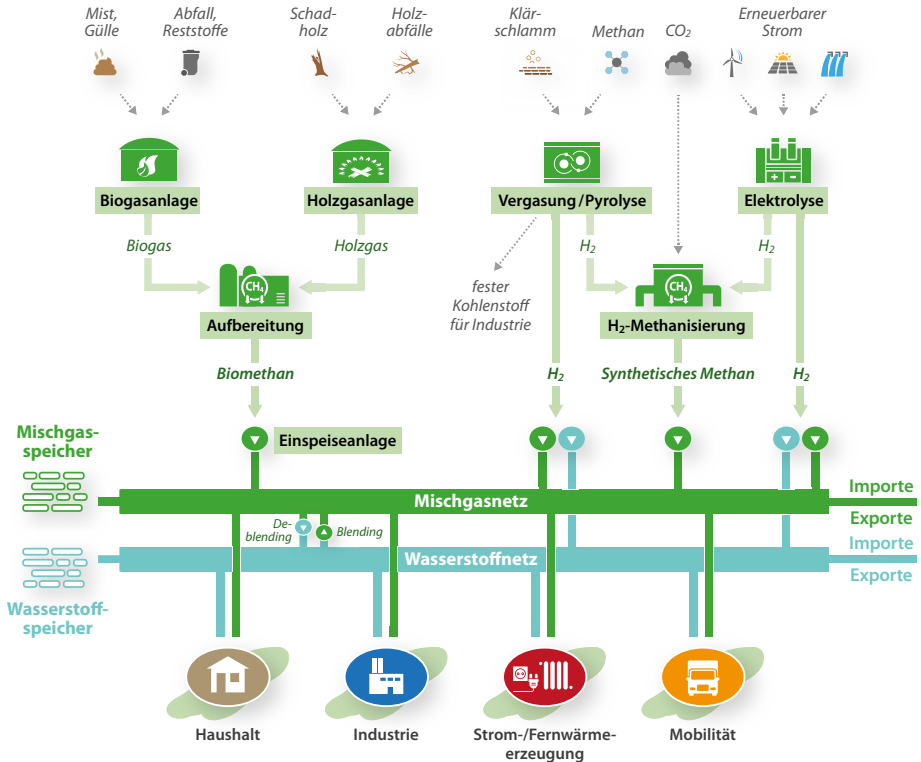 Mist,
Gülle
Abfall,
Reststoffe
Schad-
holz
Holz-
abfälle
Klär-
schlamm
Methan
CO₂
Erneuerbarer
Strom
Biogasanlage
Holzgasanlage
Vergasung/Pyrolyse
+ −
Elektrolyse
Biogas
Holzgas
H₂
H₂
CH₄
CH₄
fester
Kohlenstoff
für Industrie
Aufbereitung
H₂-Methanisierung
Biomethan
H₂
Synthetisches Methan
H₂
Mischgas-
speicher
Einspeiseanlage
Mischgasnetz
Importe
Exporte
De-
blending
Blending
Wasserstoffnetz
Importe
Exporte
Wasserstoff-
speicher
Haushalt
Industrie
Strom-/Fernwärme-
erzeugung
Mobilität